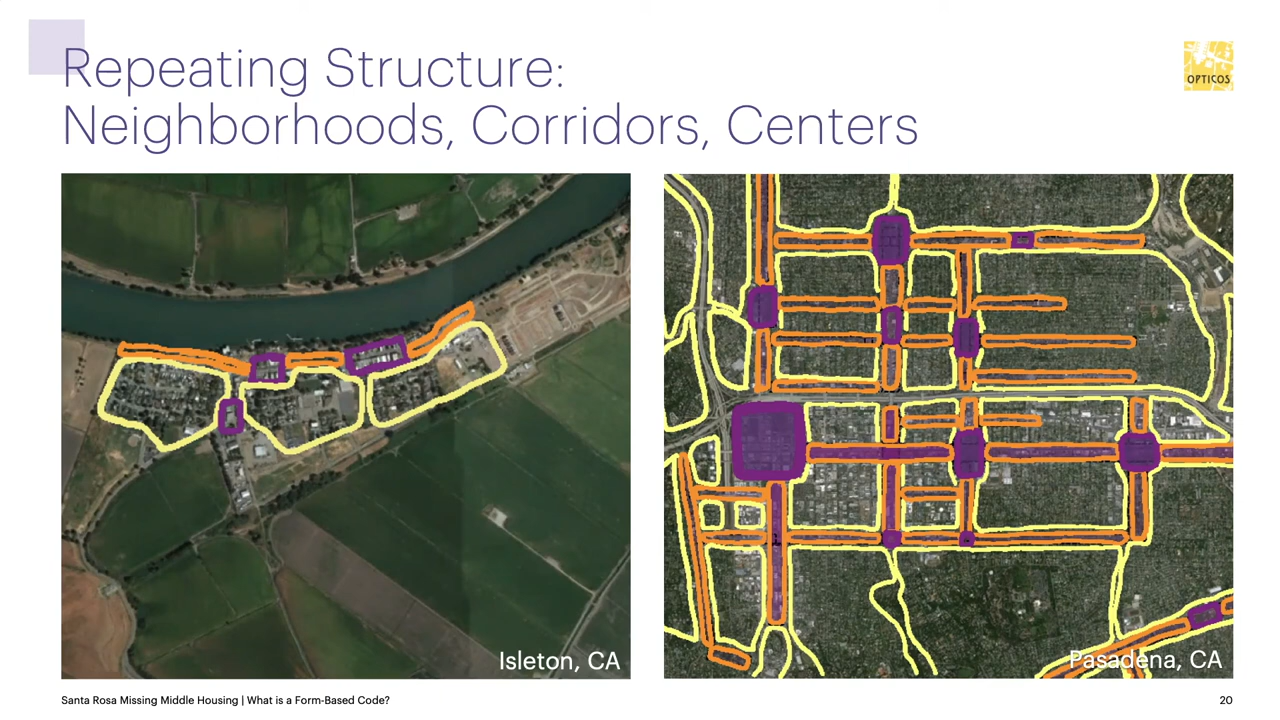 Repeating Structure:
Neighborhoods, Corridors, Centers
OPTICOS
Isleton, CA
Pasadena, CA
Santa Rosa Missing Middle Housing | What is a Form-Based Code?
20